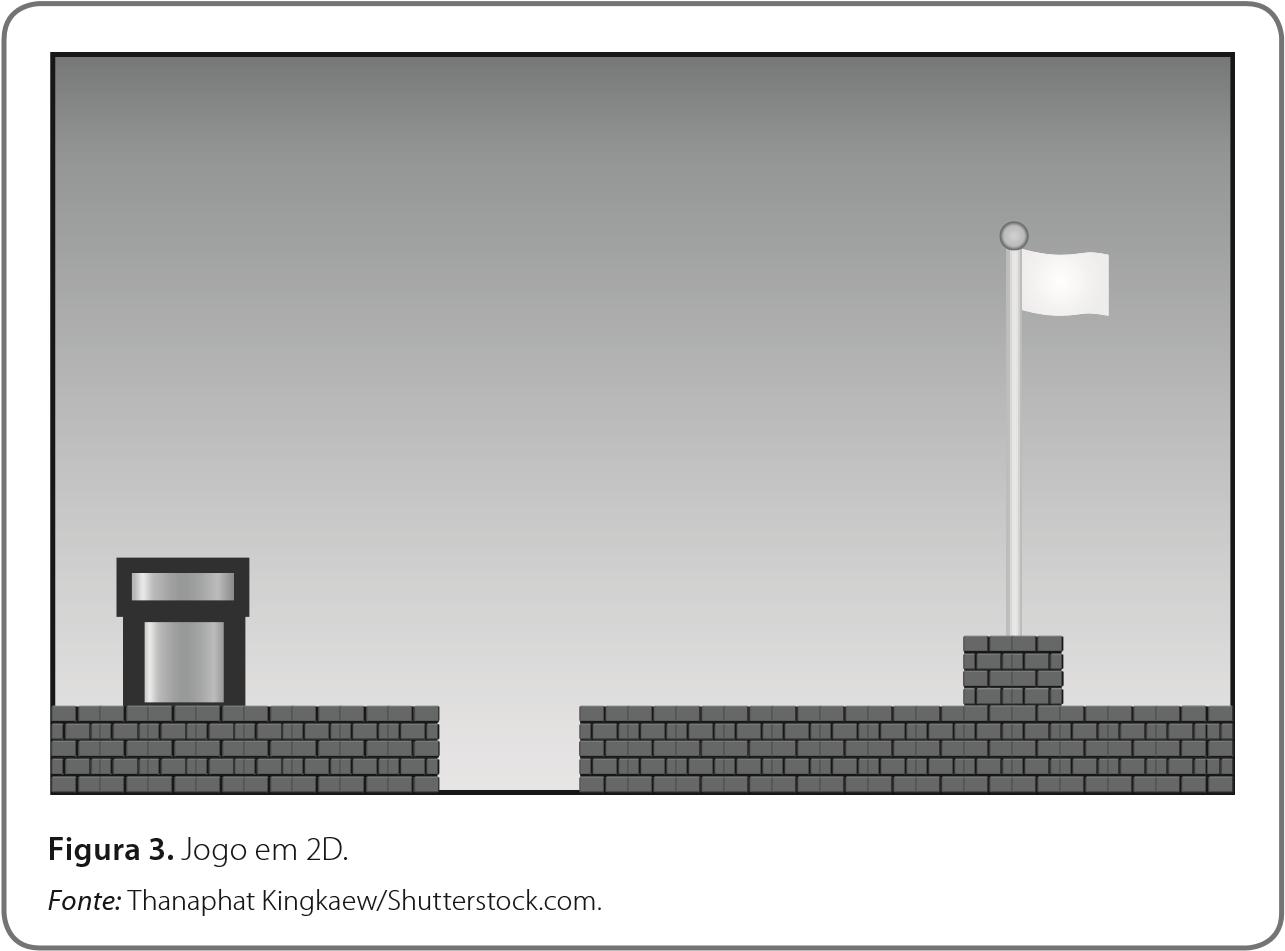 Figura 3. Jogo em 2D.
Fonte: Thanaphat Kingkaew/Shutterstock.com.